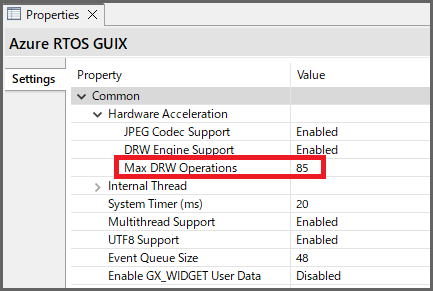 Properties
Azure RTOS GUIX
Settings
Property Value
Common
Hardware Acceleration
JPEG Codec Support Enabled
DRW Engine Support Enabled
Max DRW Operations 85
Internal Thread
System Timer (ms) 20
Multithread Support Enabled
UTF8 Support Enabled
Event Queue Size 48
Enable GX_WIDGET User Data Disabled